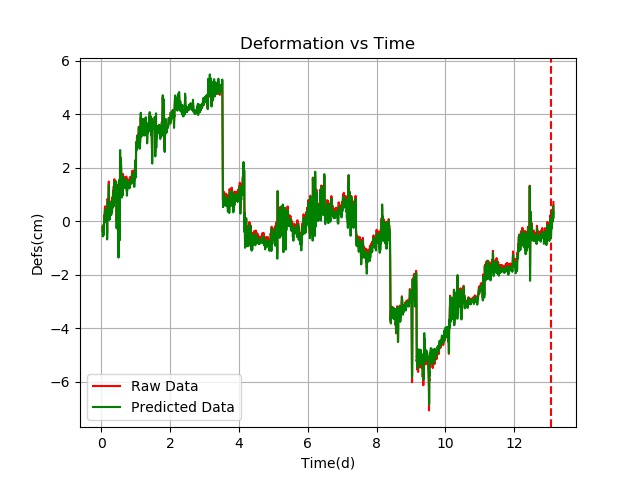 Deformation vs Time
6
4
2
0
−2
−4
−6
Defs(cm)
Raw Data
Predicted Data
0 2 4 6 8 10 12
Time(d)